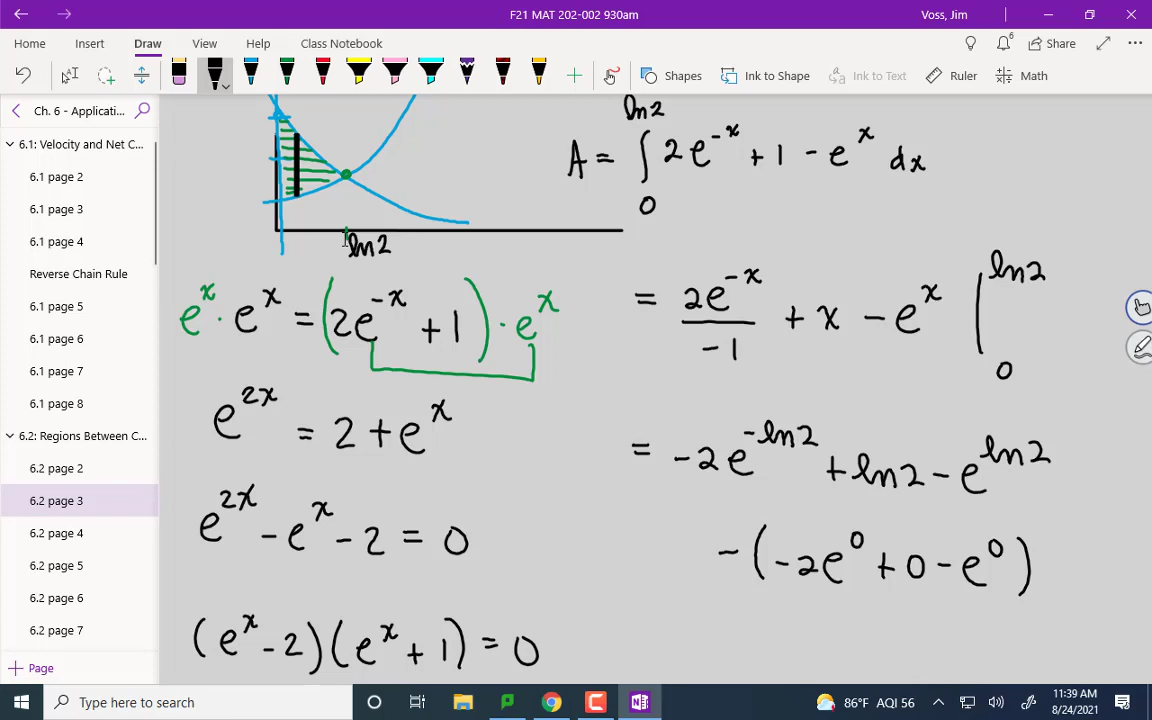 F21 MAT 202-002 930am
Voss, Jim
Home Insert Draw View Help Class Notebook
Share
Shapes Ink to Shape Ink to Text Ruler Math
Ch. 6 - Applicati...
6.1: Velocity and Net C...
6.1 page 2
6.1 page 3
6.1 page 4
Reverse Chain Rule
6.1 page 5
6.1 page 6
6.1 page 7
6.1 page 8
6.2: Regions Between C...
6.2 page 2
6.2 page 3
6.2 page 4
6.2 page 5
6.2 page 6
6.2 page 7
Page
ln2
e^x · e^x = (2e^-x + 1) · e^x
e^2x = 2 + e^x
e^2x - e^x - 2 = 0
(e^x - 2)(e^x + 1) = 0
A = ∫_0^ln2 2e^-x + 1 - e^x dx
= 2e^-x/-1 + x - e^x |_0^ln2
= -2e^-ln2 + ln2 - e^ln2
- (-2e^0 + 0 - e^0)
Type here to search
86°F AQI 56
11:39 AM
8/24/2021
6